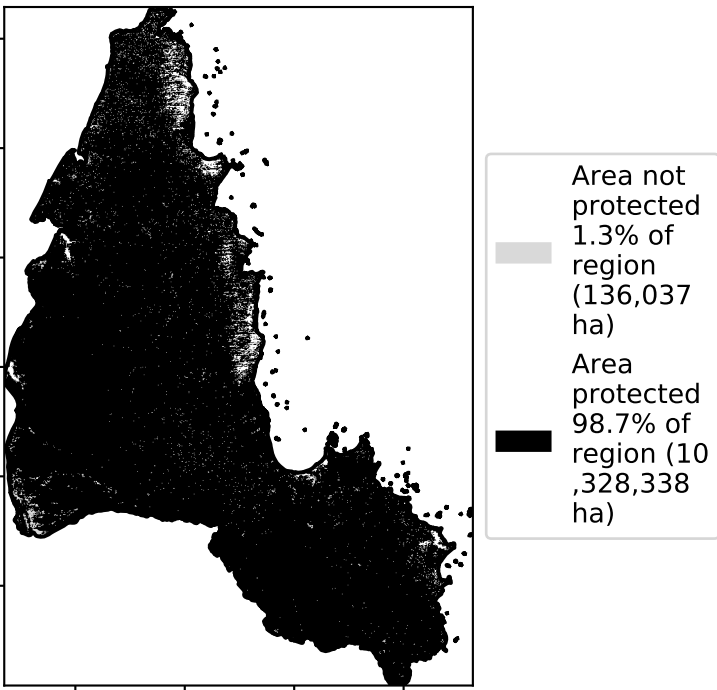 Area not
protected
1.3% of
region
(136,037
ha)
Area
protected
98.7% of
region (10
,328,338
ha)